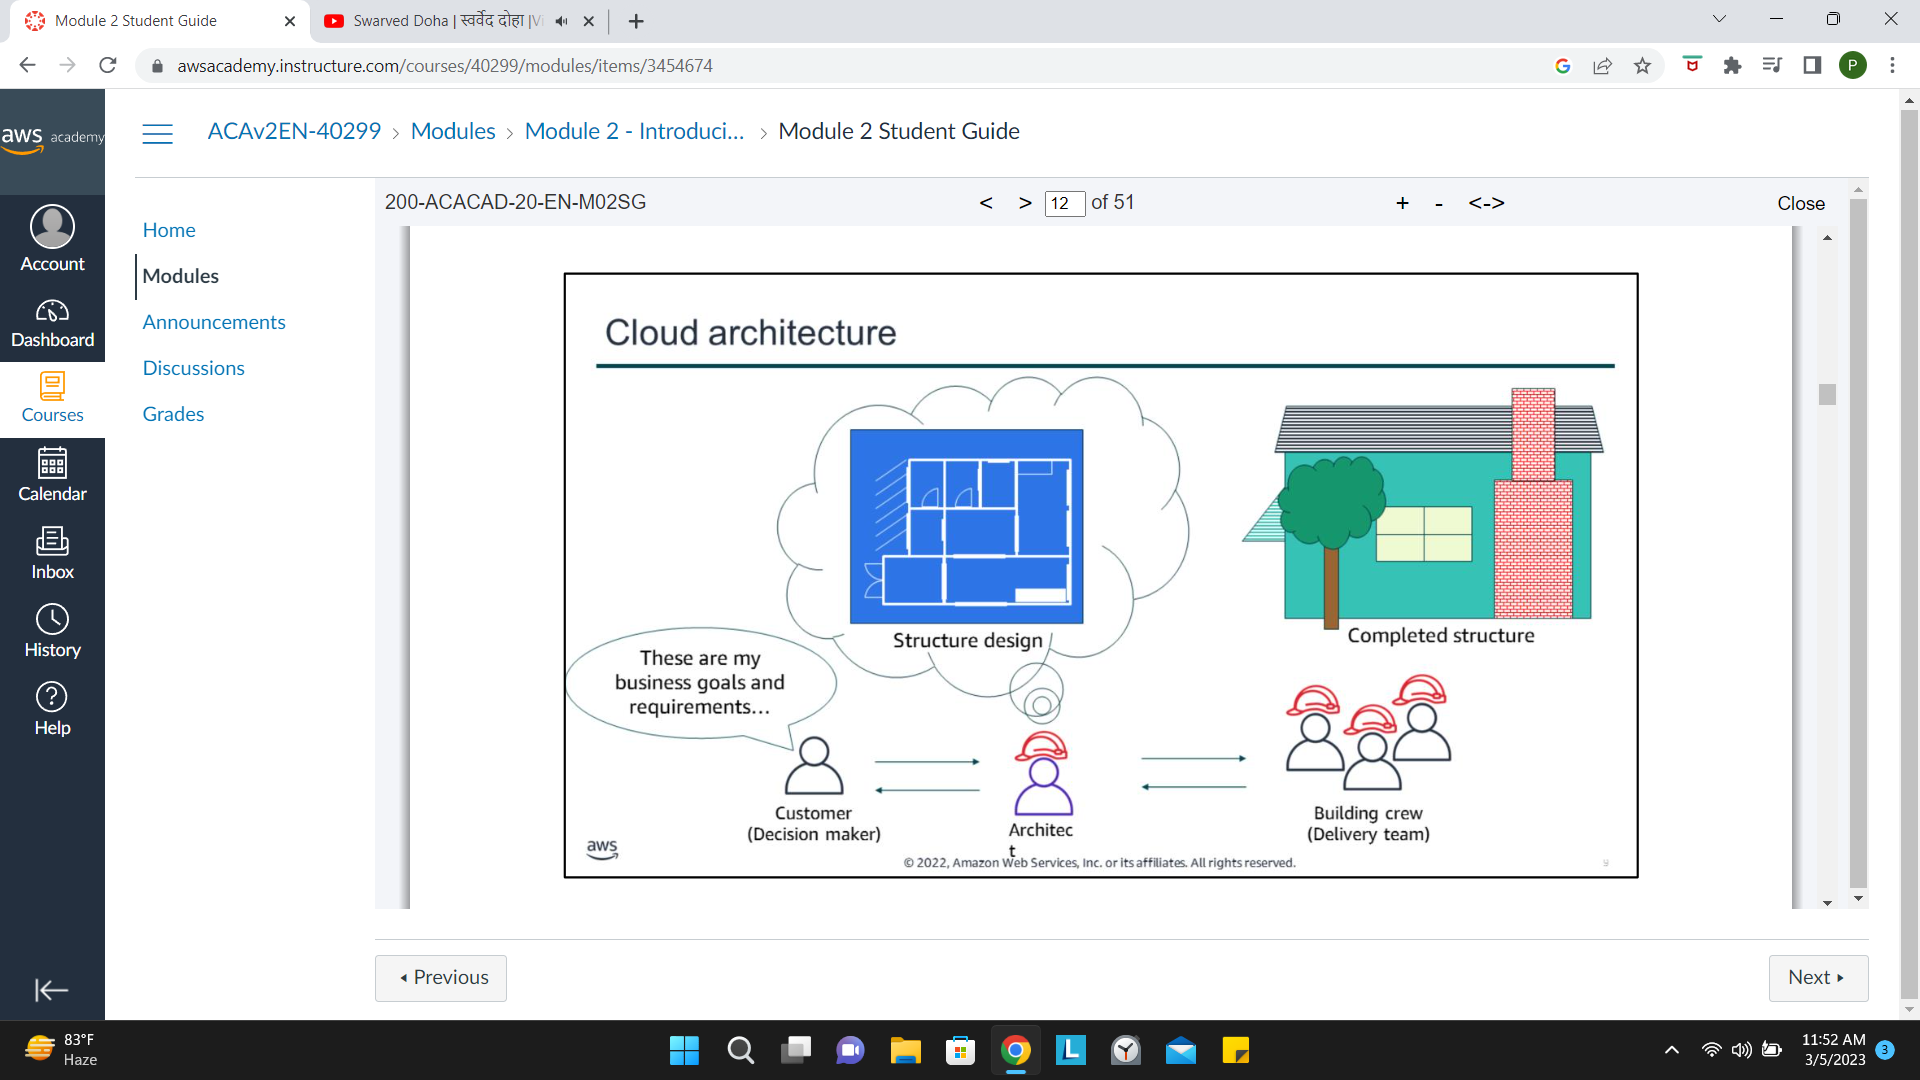 Module 2 Student Guide
Swarved Doha | स्वर्वेद दोहा |Vi
awsacademy.instructure.com/courses/40299/modules/items/3454674
P
aws academy
ACAv2EN-40299 > Modules > Module 2 - Introduci... > Module 2 Student Guide
200-ACACAD-20-EN-M02SG
< > 12 of 51
+ - <->
Close
Account
Dashboard
Courses
Calendar
Inbox
History
Help
Home
Modules
Announcements
Discussions
Grades
Cloud architecture
Structure design
Completed structure
These are my
business goals and
requirements...
Customer
(Decision maker)
Architec
t
Building crew
(Delivery team)
aws
© 2022, Amazon Web Services, Inc. or its affiliates. All rights reserved.
9
Previous
Next
83°F
Haze
L
11:52 AM
3/5/2023
3